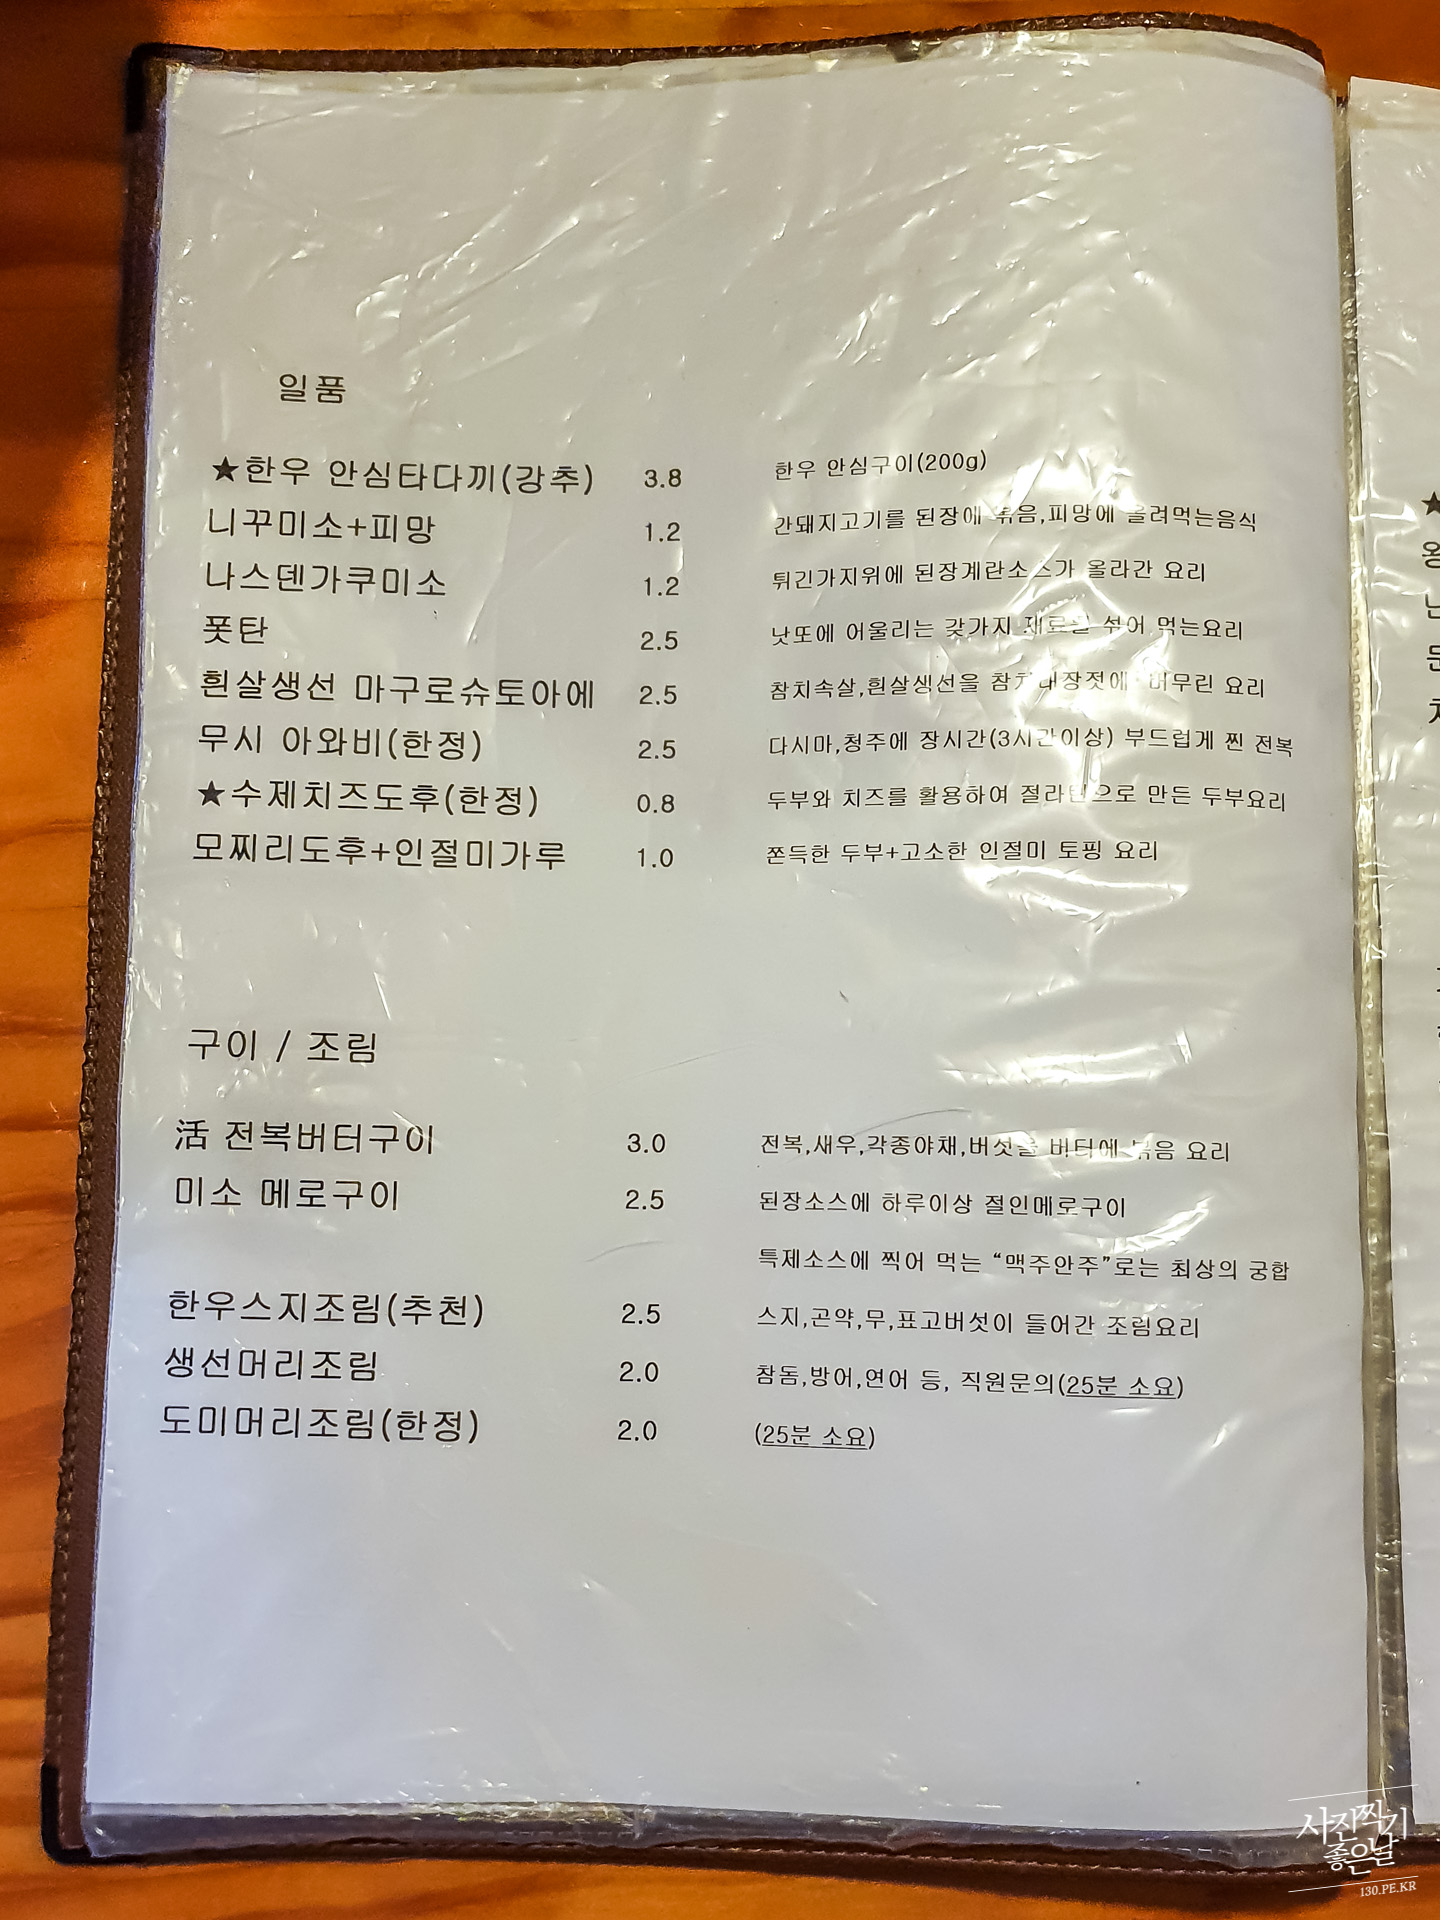 일품
★한우 안심타다끼(강추) 3.8 한우 안심구이(200g)
니꾸미소+피망 1.2 간돼지고기를 된장에 볶음,피망에 올려먹는음식
나스덴가쿠미소 1.2 튀긴가지위에 된장계란소스가 올라간 요리
폿탄 2.5 낫또에 어울리는 갖가지 재료를 섞어 먹는요리
흰살생선 마구로슈토아에 2.5 참치속살,흰살생선을 참치내장젓에 버무린 요리
무시 아와비(한정) 2.5 다시마,청주에 장시간(3시간이상) 부드럽게 찐 전복
★수제치즈도후(한정) 0.8 두부와 치즈를 활용하여 젤라틴으로 만든 두부요리
모찌리도후+인절미가루 1.0 쫀득한 두부+고소한 인절미 토핑 요리
구이 / 조림
活 전복버터구이 3.0 전복,새우,각종야채,버섯을 버터에 볶음 요리
미소 메로구이 2.5 된장소스에 하루이상 절인메로구이
특제소스에 찍어 먹는 “맥주안주”로는 최상의 궁합
한우스지조림(추천) 2.5 스지,곤약,무,표고버섯이 들어간 조림요리
생선머리조림 2.0 참돔,방어,연어 등, 직원문의(25분 소요)
도미머리조림(한정) 2.0 (25분 소요)
사진찍기
좋은날
130.PE.KR